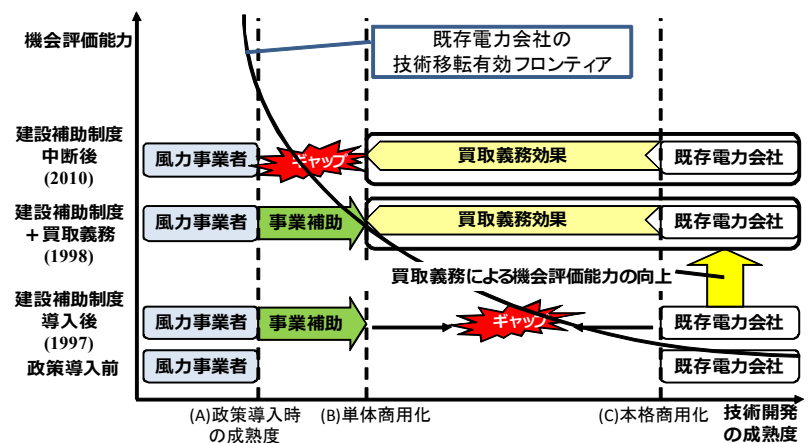 機会評価能力
既存電力会社の
技術移転有効フロンティア
建設補助制度
中断後
(2010)
風力事業者
ギャップ
買取義務効果
既存電力会社
建設補助制度
+買取義務
(1998)
風力事業者
事業補助
買取義務効果
既存電力会社
買取義務による機会評価能力の向上
建設補助制度
導入後
(1997)
風力事業者
事業補助
ギャップ
既存電力会社
政策導入前
風力事業者
既存電力会社
(A)政策導入時
の成熟度
(B)単体商用化
(C)本格商用化
技術開発
の成熟度